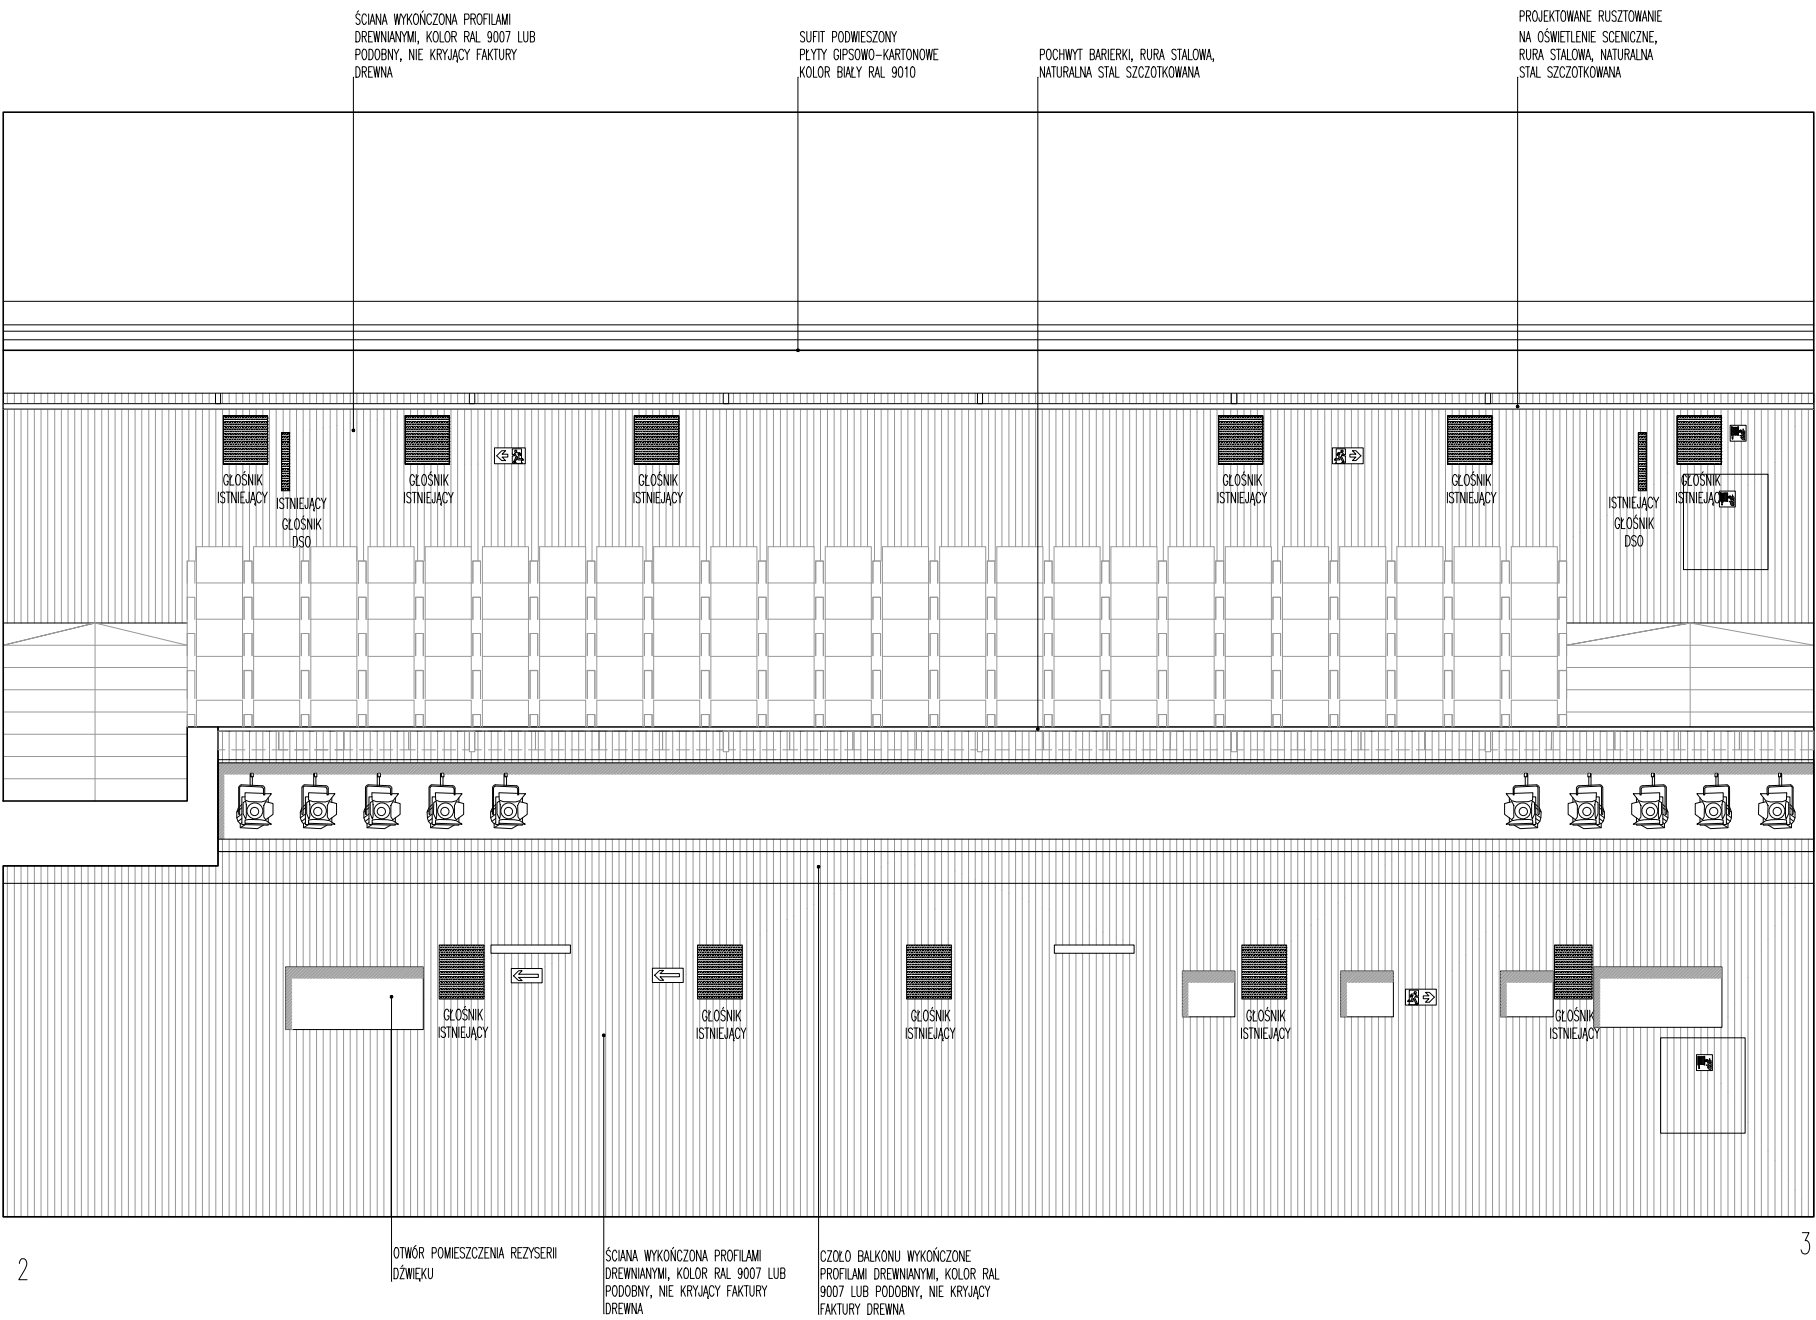 ŚCIANA WYKOŃCZONA PROFILAMI
DREWNIANYMI, KOLOR RAL 9007 LUB
PODOBNY, NIE KRYJĄCY FAKTURY
DREWNA
SUFIT PODWIESZONY
PŁYTY GIPSOWO-KARTONOWE
KOLOR BIAŁY RAL 9010
POCHWYT BARIERKI, RURA STALOWA,
NATURALNA STAL SZCZOTKOWANA
PROJEKTOWANE RUSZTOWANIE
NA OŚWIETLENIE SCENICZNE,
RURA STALOWA, NATURALNA
STAL SZCZOTKOWANA
GŁOŚNIK
ISTNIEJĄCY
ISTNIEJĄCY
GŁOŚNIK
DSO
GŁOŚNIK
ISTNIEJĄCY
GŁOŚNIK
ISTNIEJĄCY
GŁOŚNIK
ISTNIEJĄCY
GŁOŚNIK
ISTNIEJĄCY
ISTNIEJĄCY
GŁOŚNIK
DSO
GŁOŚNIK
ISTNIEJĄCY
GŁOŚNIK
ISTNIEJĄCY
GŁOŚNIK
ISTNIEJĄCY
GŁOŚNIK
ISTNIEJĄCY
GŁOŚNIK
ISTNIEJĄCY
GŁOŚNIK
ISTNIEJĄCY
2
3
OTWÓR POMIESZCZENIA REŻYSERII
DŹWIĘKU
ŚCIANA WYKOŃCZONA PROFILAMI
DREWNIANYMI, KOLOR RAL 9007 LUB
PODOBNY, NIE KRYJĄCY FAKTURY
DREWNA
CZOŁO BALKONU WYKOŃCZONE
PROFILAMI DREWNIANYMI, KOLOR RAL
9007 LUB PODOBNY, NIE KRYJĄCY
FAKTURY DREWNA